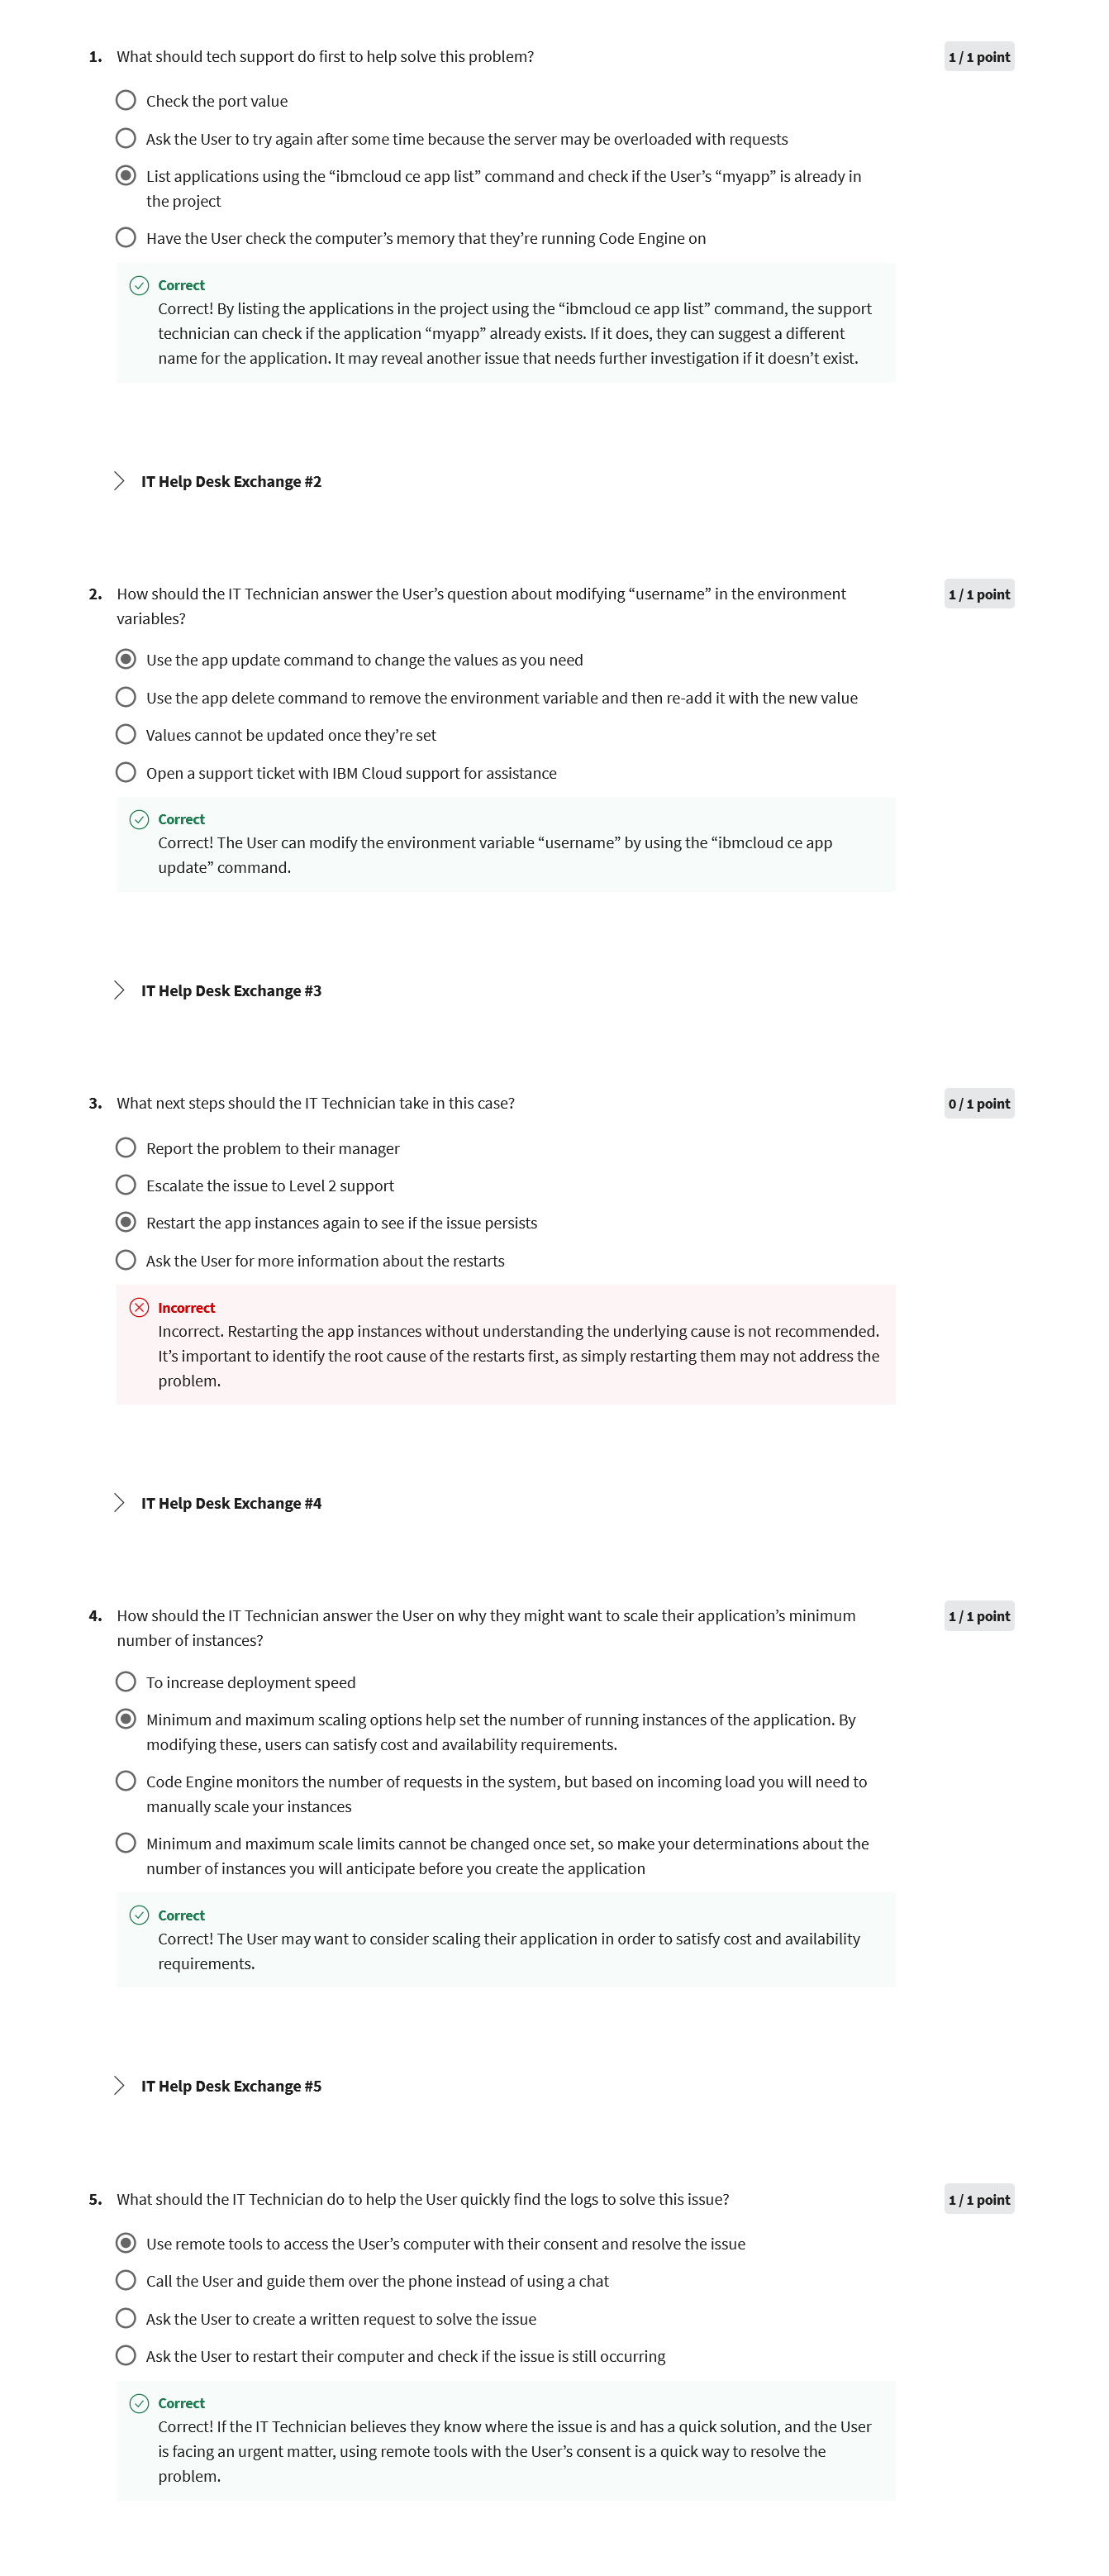 1. What should tech support do first to help solve this problem?
1 / 1 point
Check the port value
Ask the User to try again after some time because the server may be overloaded with requests
List applications using the “ibmcloud ce app list” command and check if the User’s “myapp” is already in
the project
Have the User check the computer’s memory that they’re running Code Engine on
Correct
Correct! By listing the applications in the project using the “ibmcloud ce app list” command, the support
technician can check if the application “myapp” already exists. If it does, they can suggest a different
name for the application. It may reveal another issue that needs further investigation if it doesn’t exist.
IT Help Desk Exchange #2
2. How should the IT Technician answer the User’s question about modifying “username” in the environment
variables?
1 / 1 point
Use the app update command to change the values as you need
Use the app delete command to remove the environment variable and then re-add it with the new value
Values cannot be updated once they’re set
Open a support ticket with IBM Cloud support for assistance
Correct
Correct! The User can modify the environment variable “username” by using the “ibmcloud ce app
update” command.
IT Help Desk Exchange #3
3. What next steps should the IT Technician take in this case?
0 / 1 point
Report the problem to their manager
Escalate the issue to Level 2 support
Restart the app instances again to see if the issue persists
Ask the User for more information about the restarts
Incorrect
Incorrect. Restarting the app instances without understanding the underlying cause is not recommended.
It’s important to identify the root cause of the restarts first, as simply restarting them may not address the
problem.
IT Help Desk Exchange #4
4. How should the IT Technician answer the User on why they might want to scale their application’s minimum
number of instances?
1 / 1 point
To increase deployment speed
Minimum and maximum scaling options help set the number of running instances of the application. By
modifying these, users can satisfy cost and availability requirements.
Code Engine monitors the number of requests in the system, but based on incoming load you will need to
manually scale your instances
Minimum and maximum scale limits cannot be changed once set, so make your determinations about the
number of instances you will anticipate before you create the application
Correct
Correct! The User may want to consider scaling their application in order to satisfy cost and availability
requirements.
IT Help Desk Exchange #5
5. What should the IT Technician do to help the User quickly find the logs to solve this issue?
1 / 1 point
Use remote tools to access the User’s computer with their consent and resolve the issue
Call the User and guide them over the phone instead of using a chat
Ask the User to create a written request to solve the issue
Ask the User to restart their computer and check if the issue is still occurring
Correct
Correct! If the IT Technician believes they know where the issue is and has a quick solution, and the User
is facing an urgent matter, using remote tools with the User’s consent is a quick way to resolve the
problem.